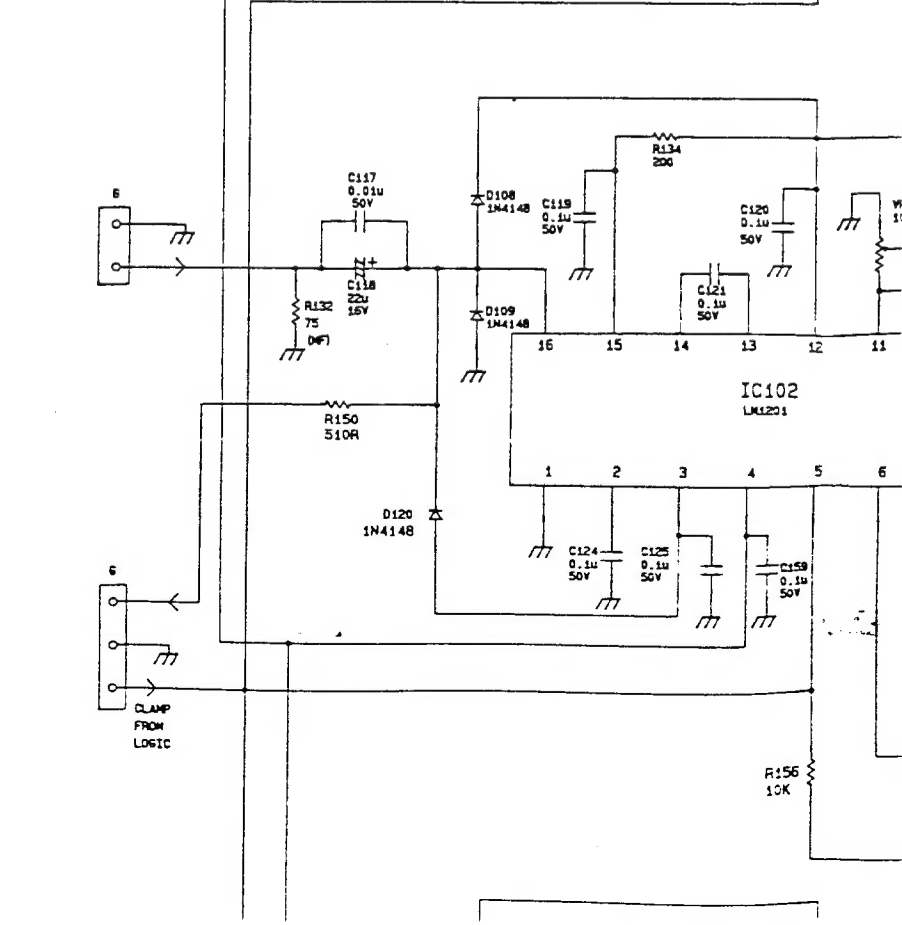 R134
200
C117
0.01u
50V
G
D108
1N4148
C119
0.1u
50V
C120
0.1u
50V
C118
22u
16V
R132
75
(MF)
D109
1N4148
C121
0.1u
50V
16 15 14 13 12 11
IC102
LM1201
R150
510R
1 2 3 4 5 6
D120
1N4148
C124
0.1u
50V
C125
0.1u
50V
C159
0.1u
50V
G
CLAMP
FROM
LOGIC
R156
10K